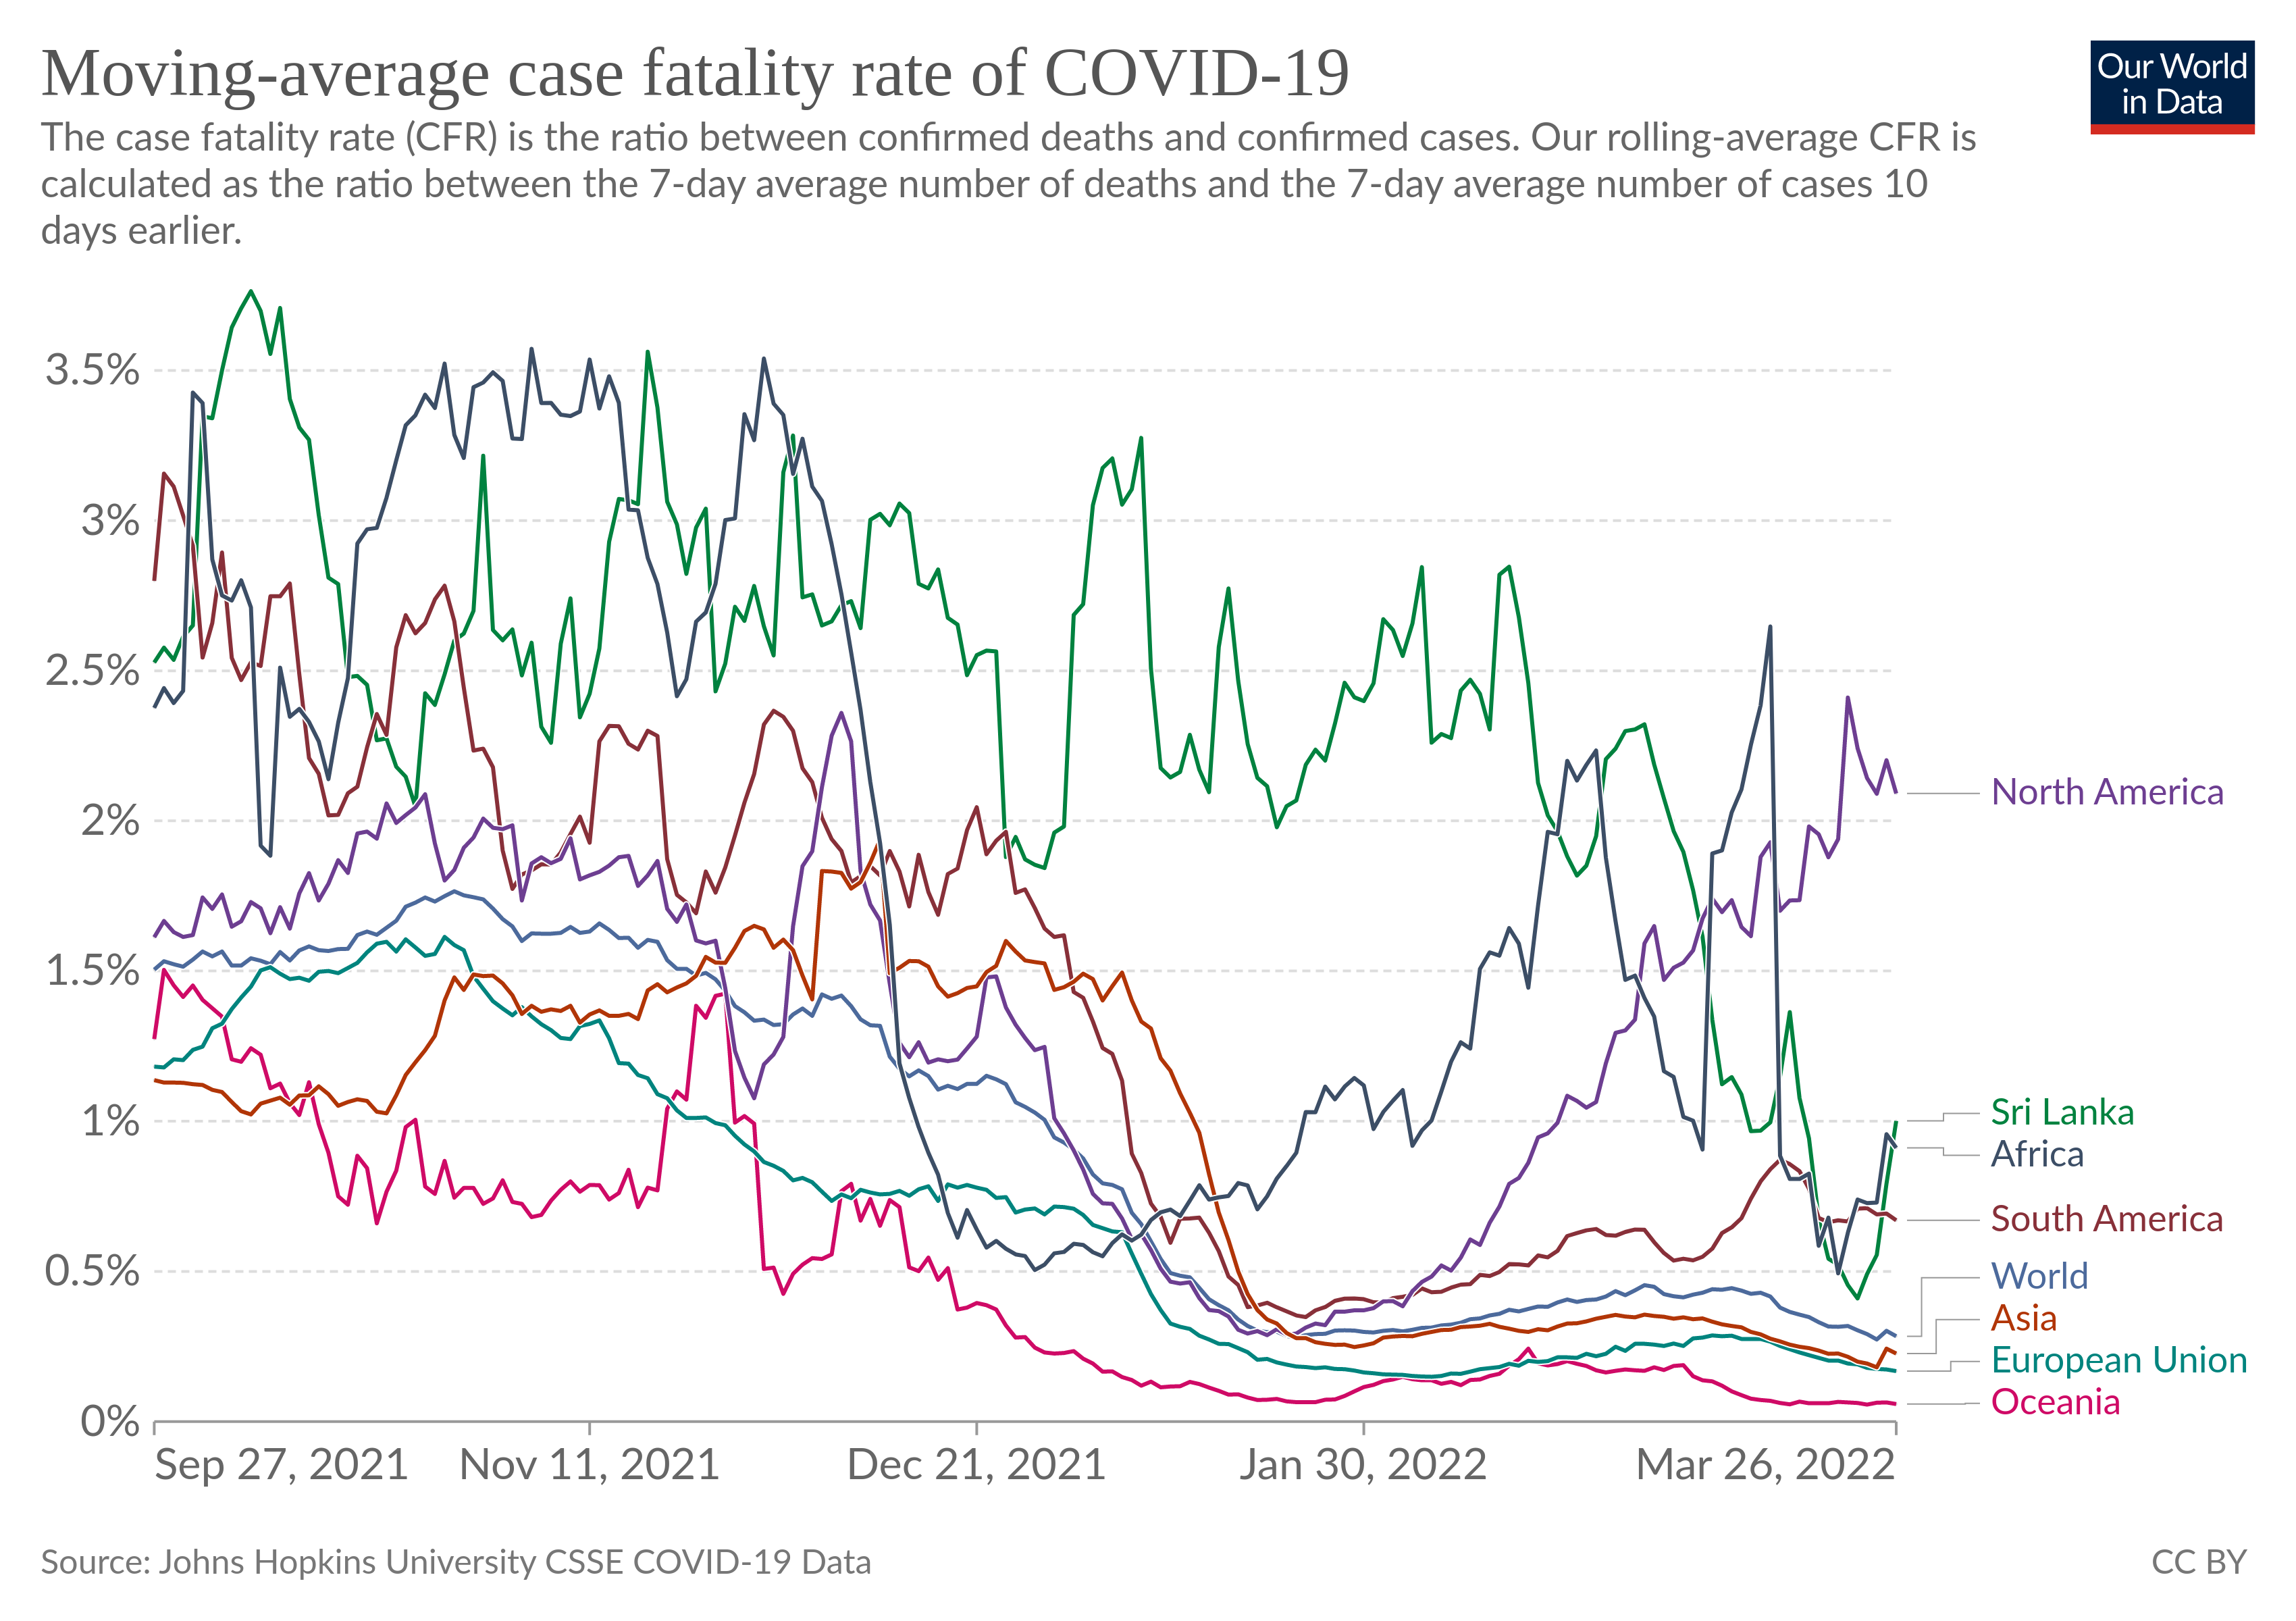 Moving-average case fatality rate of COVID-19
Our World
in Data
The case fatality rate (CFR) is the ratio between confirmed deaths and confirmed cases. Our rolling-average CFR is
calculated as the ratio between the 7-day average number of deaths and the 7-day average number of cases 10
days earlier.
3.5%
3%
2.5%
2%
1.5%
1%
0.5%
0%
North America
Sri Lanka
Africa
South America
World
Asia
European Union
Oceania
Sep 27, 2021
Nov 11, 2021
Dec 21, 2021
Jan 30, 2022
Mar 26, 2022
Source: Johns Hopkins University CSSE COVID-19 Data
CC BY